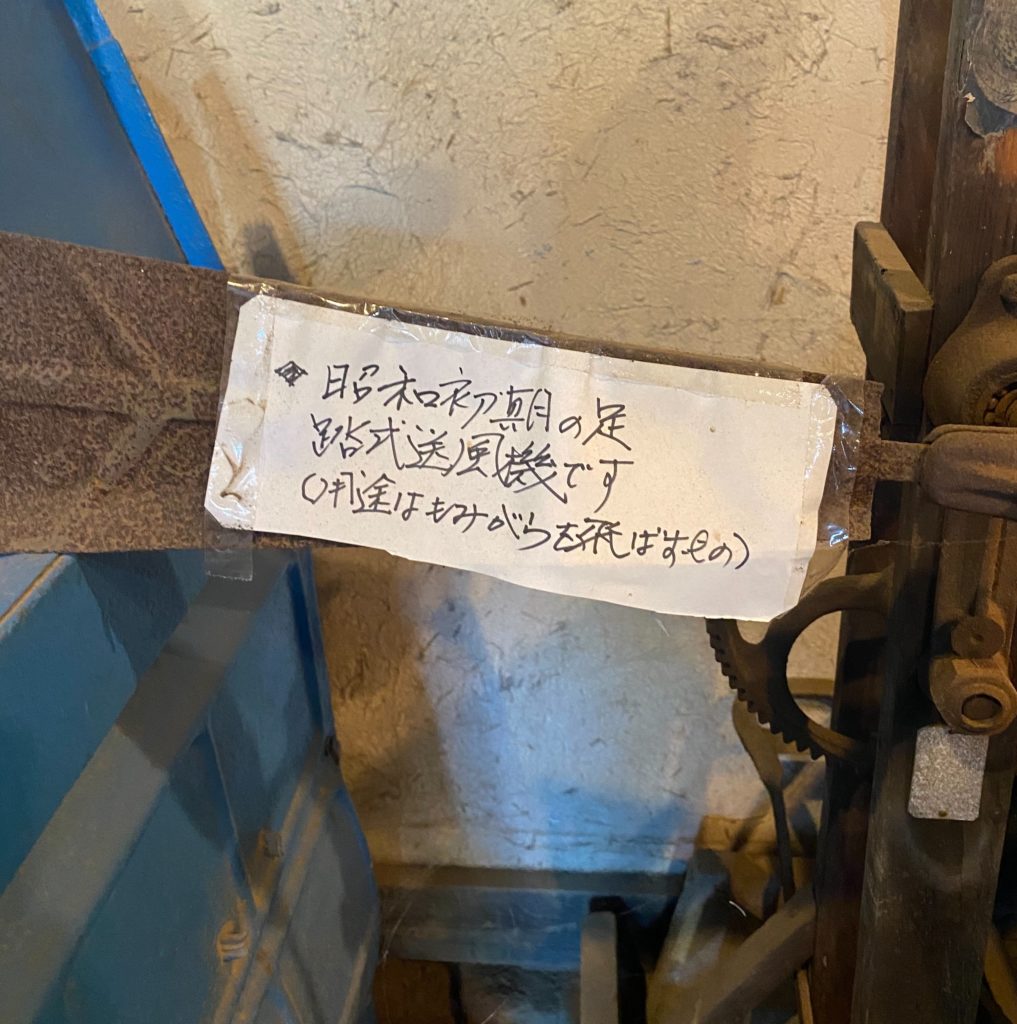 ◈ 昭和初期の足
踏式送風機です
(用途はもみがらを飛ばすもの)